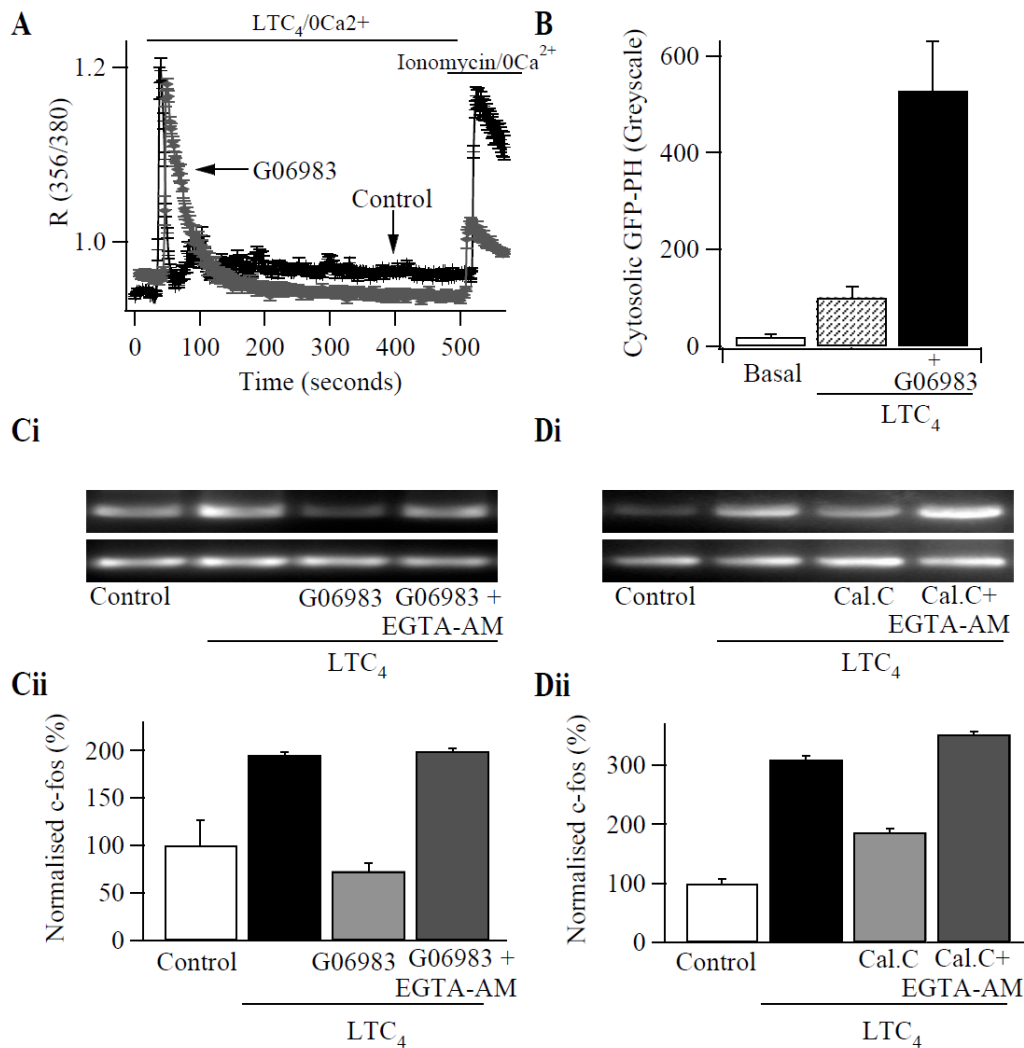 A
LTC4/0Ca2+
Ionomycin/0Ca2+
R (356/380)
1.2
1.0
G06983
Control
0 100 200 300 400 500
Time (seconds)
B
Cytosolic GFP-PH (Greyscale)
600
400
200
0
Basal
+
G06983
LTC4
Ci
Control
G06983
G06983 +
EGTA-AM
LTC4
Di
Control
Cal.C
Cal.C+
EGTA-AM
LTC4
Cii
Normalised c-fos (%)
200
150
100
50
0
Control
G06983
G06983 +
EGTA-AM
LTC4
Dii
Normalised c-fos (%)
300
200
100
0
Control
Cal.C
Cal.C+
EGTA-AM
LTC4